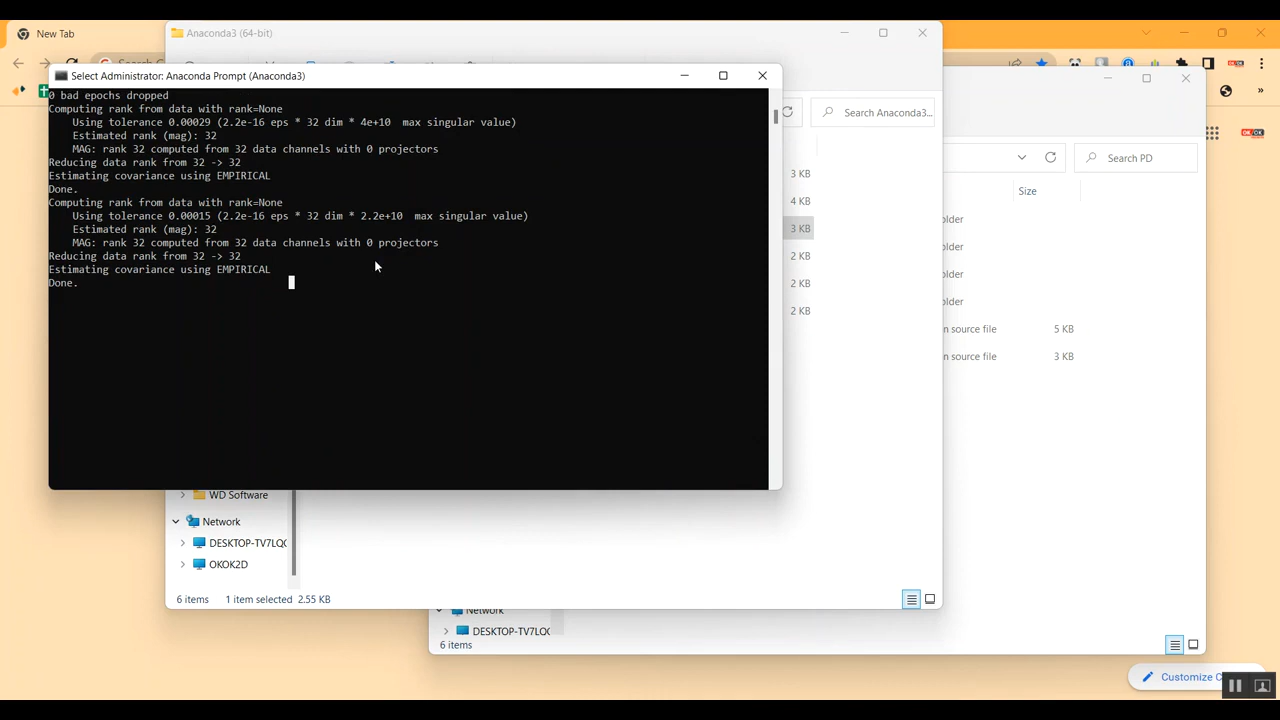 New Tab
Anaconda3 (64-bit)
Select Administrator: Anaconda Prompt (Anaconda3)
0 bad epochs dropped
Computing rank from data with rank=None
Using tolerance 0.00029 (2.2e-16 eps * 32 dim * 4e+10  max singular value)
Estimated rank (mag): 32
MAG: rank 32 computed from 32 data channels with 0 projectors
Reducing data rank from 32 -> 32
Estimating covariance using EMPIRICAL
Done.
Computing rank from data with rank=None
Using tolerance 0.00015 (2.2e-16 eps * 32 dim * 2.2e+10  max singular value)
Estimated rank (mag): 32
MAG: rank 32 computed from 32 data channels with 0 projectors
Reducing data rank from 32 -> 32
Estimating covariance using EMPIRICAL
Done.
Search Anaconda3...
3 KB
4 KB
3 KB
2 KB
2 KB
2 KB
Search PD
Size
older
older
older
older
n source file 5 KB
n source file 3 KB
WD Software
Network
DESKTOP-TV7LQC
OKOK2D
6 items 1 item selected 2.55 KB
Network
DESKTOP-TV7LQC
6 items
Customize C